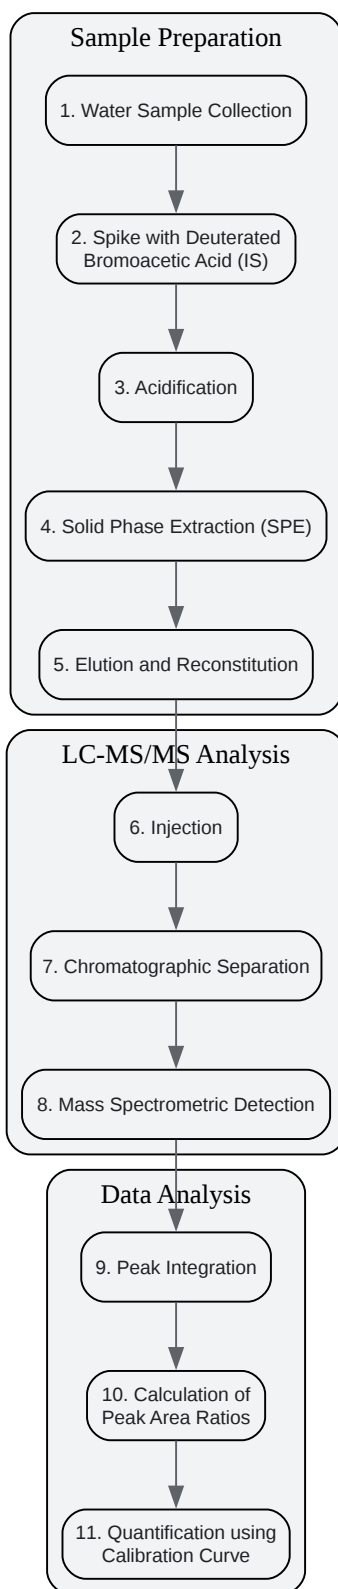 Sample Preparation
1. Water Sample Collection
2. Spike with Deuterated
Bromoacetic Acid (IS)
3. Acidification
4. Solid Phase Extraction (SPE)
5. Elution and Reconstitution
LC-MS/MS Analysis
6. Injection
7. Chromatographic Separation
8. Mass Spectrometric Detection
Data Analysis
9. Peak Integration
10. Calculation of
Peak Area Ratios
11. Quantification using
Calibration Curve